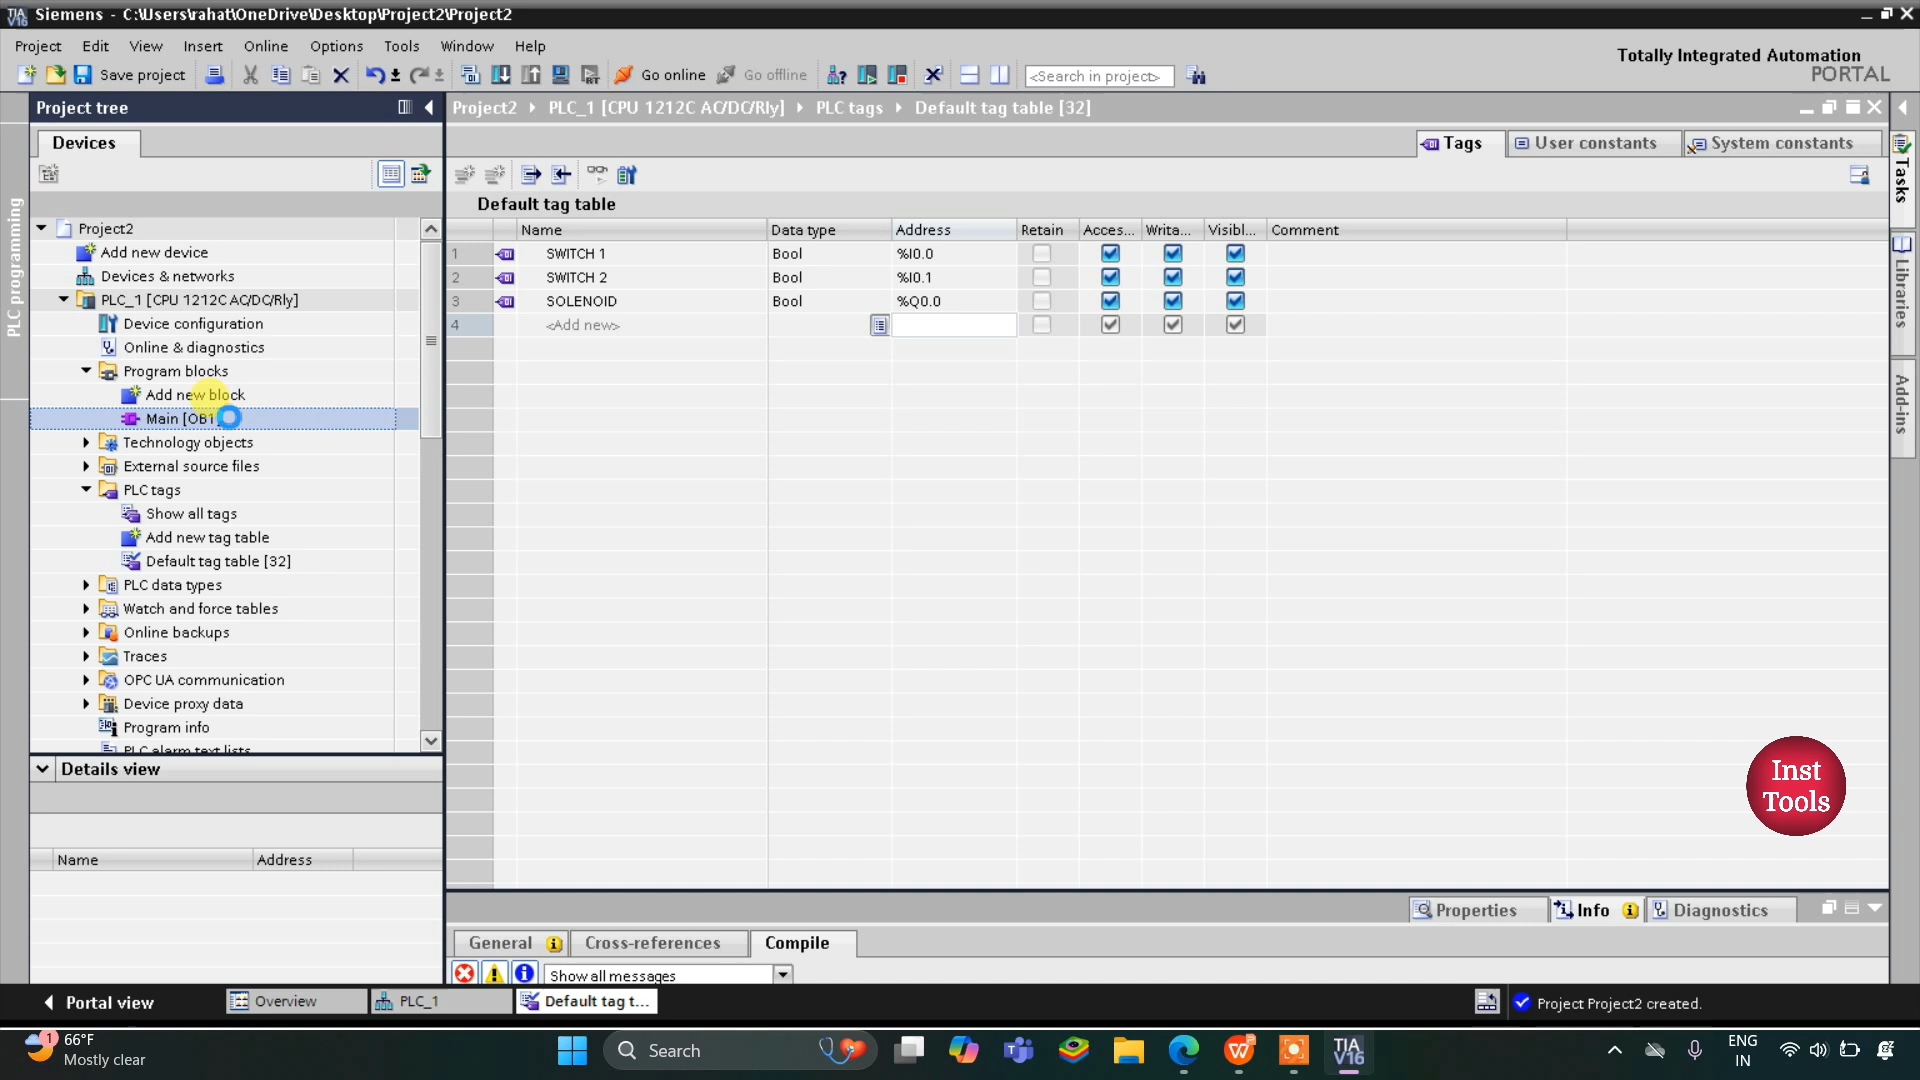 Siemens - C:\Users\rahat\OneDrive\Desktop\Project2\Project2
Project Edit View Insert Online Options Tools Window Help
Totally Integrated Automation
PORTAL
Save project Go online Go offline <Search in project>
Project tree
Project2 PLC_1 [CPU 1212C AC/DC/Rly] PLC tags Default tag table [32]
Devices
Tags User constants System constants
Default tag table
Name Data type Address Retain Acces... Writa... Visibl... Comment
1 SWITCH 1 Bool %I0.0
2 SWITCH 2 Bool %I0.1
3 SOLENOID Bool %Q0.0
4 <Add new>
Project2
Add new device
Devices & networks
PLC_1 [CPU 1212C AC/DC/Rly]
Device configuration
Online & diagnostics
Program blocks
Add new block
Main [OB1
Technology objects
External source files
PLC tags
Show all tags
Add new tag table
Default tag table [32]
PLC data types
Watch and force tables
Online backups
Traces
OPC UA communication
Device proxy data
Program info
PLC alarm text lists
PLC programming
Tasks
Libraries
Add-ins
Details view
Name Address
Inst
Tools
Properties Info Diagnostics
General Cross-references Compile
Show all messages
Portal view Overview PLC_1 Default tag t... Project Project2 created.
1
66°F
Mostly clear
Search
TIA
V16
ENG
IN